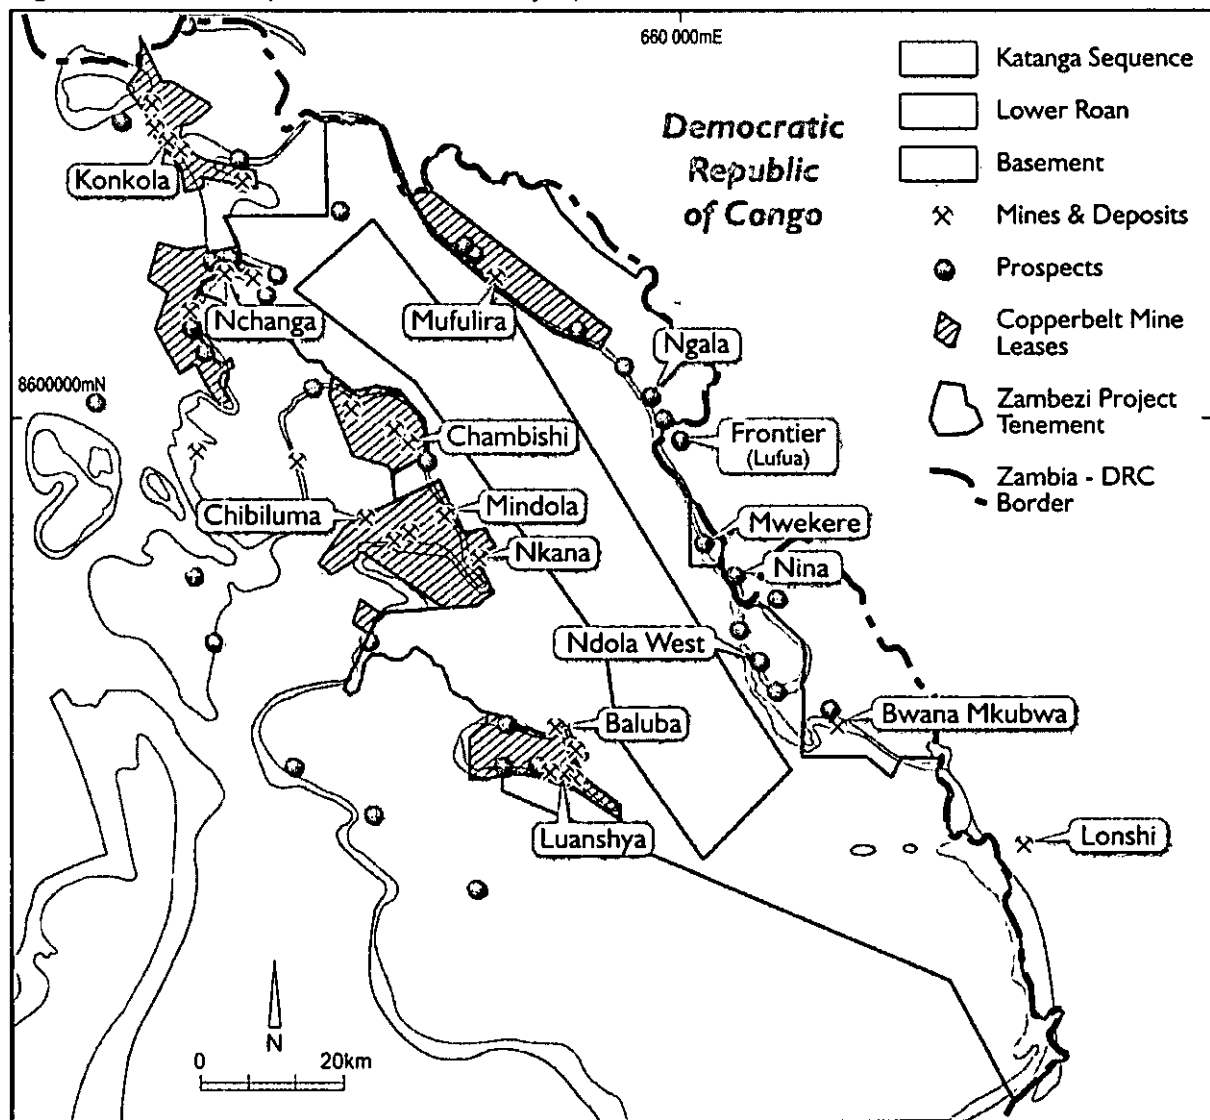 660 000mE
Katanga Sequence
Lower Roan
Basement
Mines & Deposits
Prospects
Copperbelt Mine
Leases
Zambezi Project
Tenement
Zambia - DRC
Border
Democratic
Republic
of Congo
Konkola
Nchanga
Mufulira
Ngala
8600000mN
Chambishi
Frontier
(Lufua)
Chibiluma
Mindola
Mwekere
Nkana
Nina
Ndola West
Baluba
Bwana Mkubwa
Luanshya
Lonshi
N
0
20km